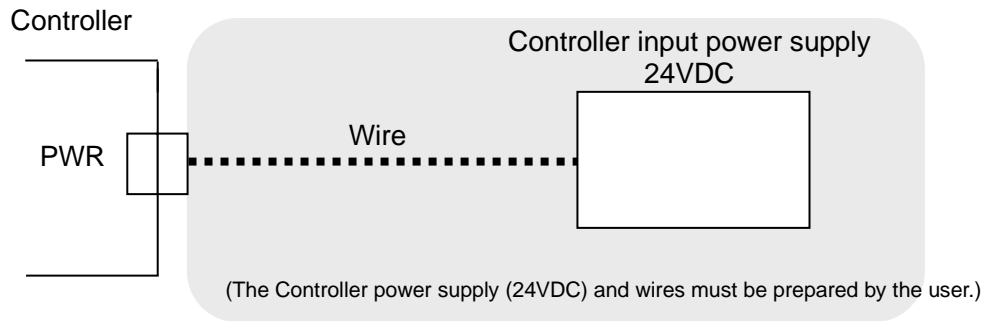 Controller
Controller input power supply
24VDC
Wire
PWR
(The Controller power supply (24VDC) and wires must be prepared by the user.)